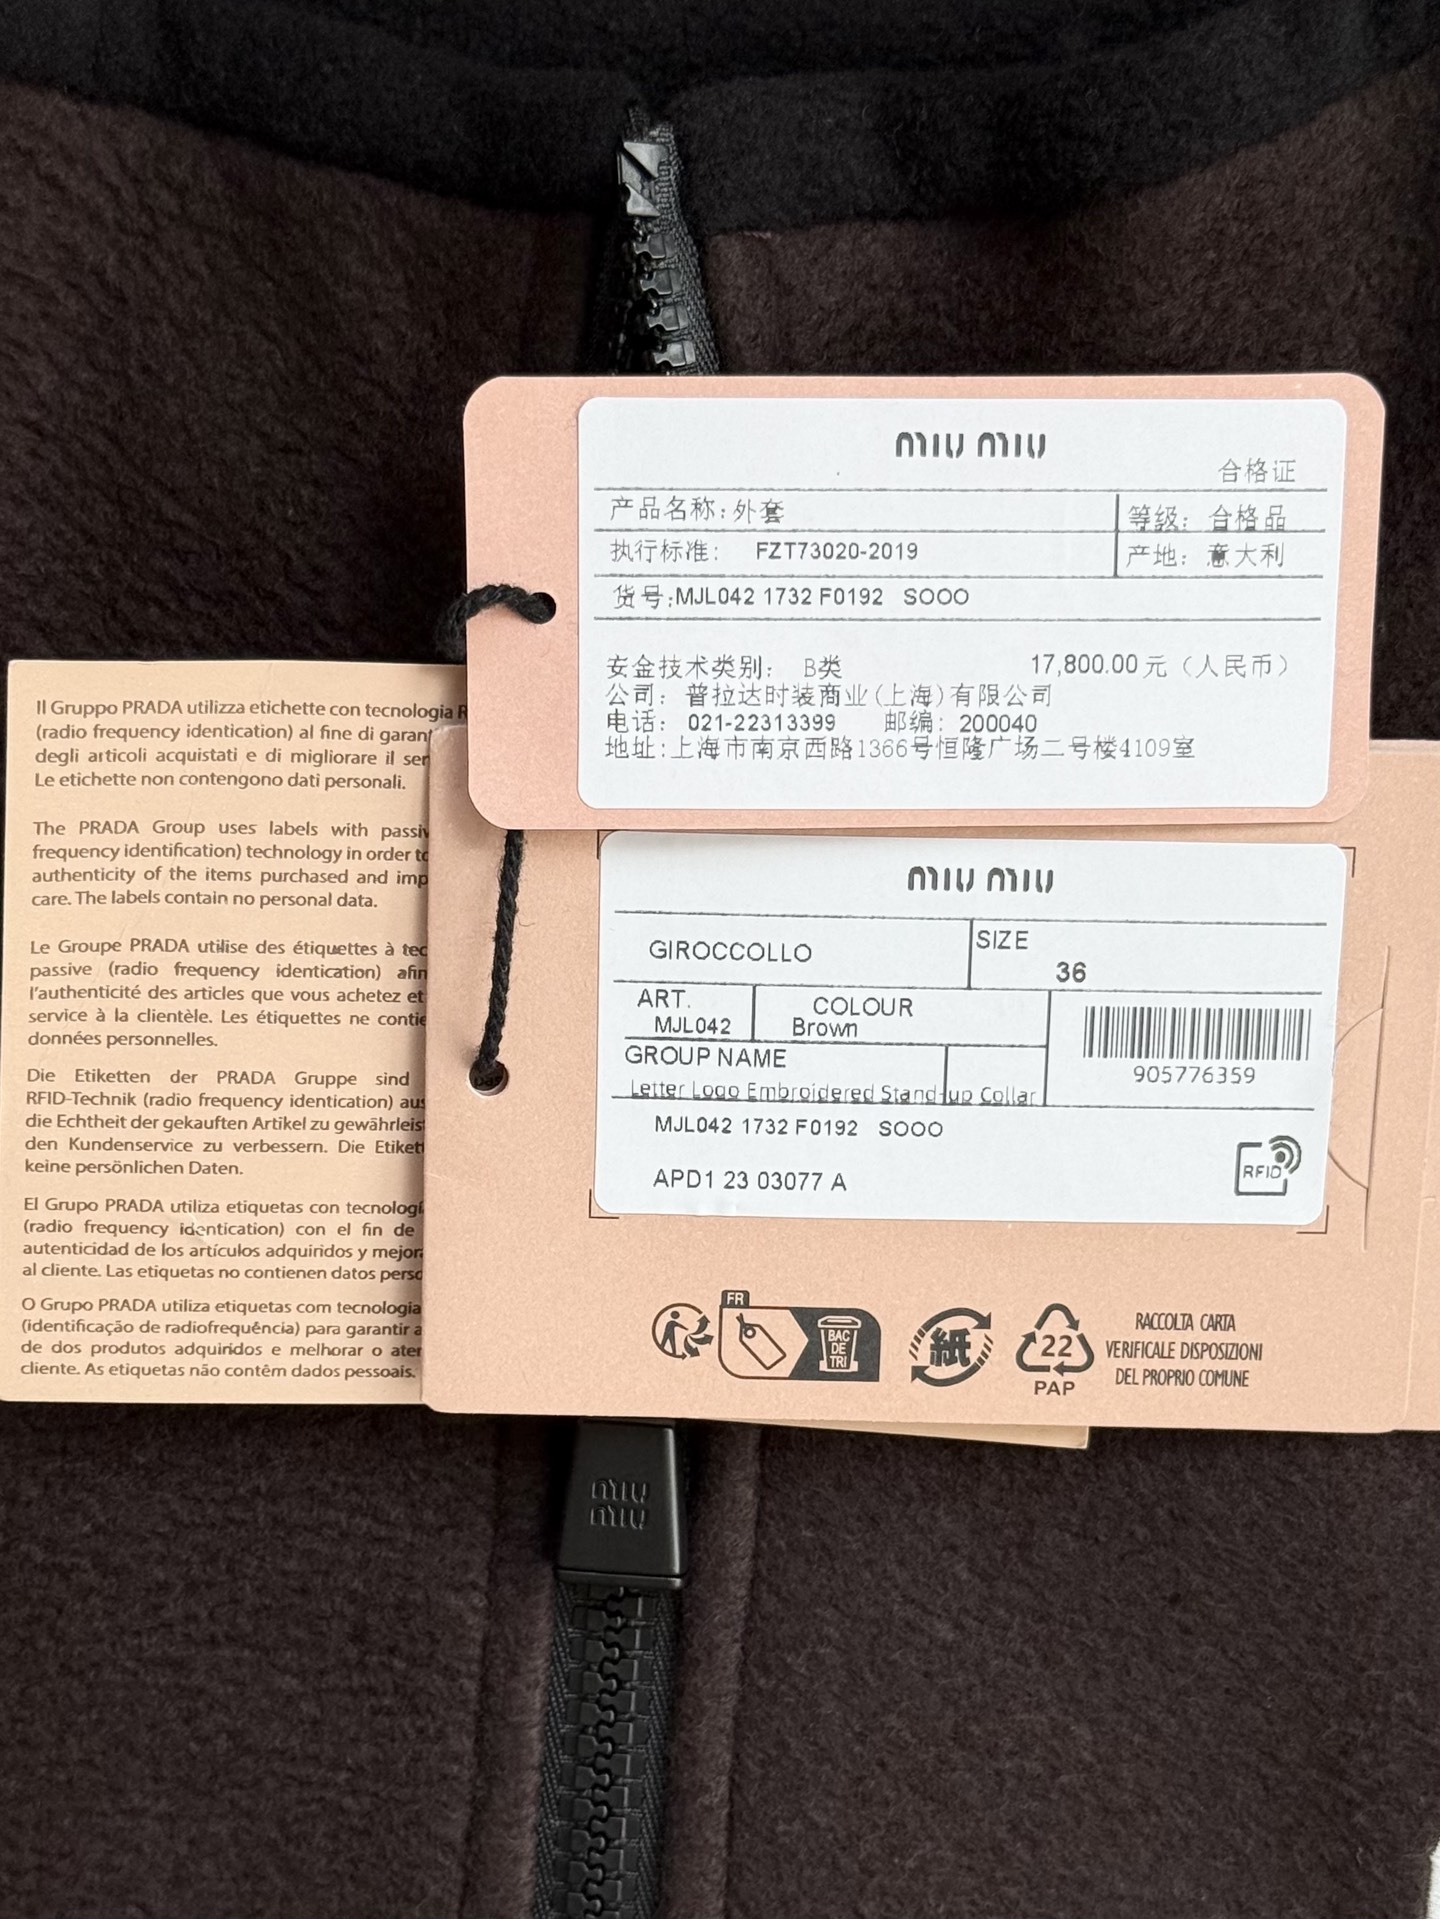 miu miu
合格证
产品名称:外套
等级: 合格品
执行标准: FZT73020-2019
产地: 意大利
货号:MJL042 1732 F0192 SOOO
安金技术类别: B类 17,800.00元（人民币）
公司: 普拉达时装商业(上海)有限公司
电话: 021-22313399 邮编: 200040
地址:上海市南京西路1366号恒隆广场二号楼4109室
Il Gruppo PRADA utilizza etichette con tecnologia R
(radio frequency identication) al fine di garant
degli articoli acquistati e di migliorare il ser
Le etichette non contengono dati personali.
The PRADA Group uses labels with passiv
frequency identification) technology in order to
authenticity of the items purchased and imp
care. The labels contain no personal data.
Le Groupe PRADA utilise des étiquettes à tec
passive (radio frequency identication) afin
l'authenticité des articles que vous achetez et
service à la clientèle. Les étiquettes ne contie
données personnelles.
Die Etiketten der PRADA Gruppe sind
RFID-Technik (radio frequency identication) aus
die Echtheit der gekauften Artikel zu gewährleis
den Kundenservice zu verbessern. Die Etiket
keine persönlichen Daten.
El Grupo PRADA utiliza etiquetas con tecnologí
(radio frequency identication) con el fin de
autenticidad de los artículos adquiridos y mejor
al cliente. Las etiquetas no contienen datos perso
O Grupo PRADA utiliza etiquetas com tecnologia
(identificação de radiofrequência) para garantir a
de dos produtos adquiridos e melhorar o ater
cliente. As etiquetas não contêm dados pessoais.
miu miu
GIROCCOLLO
SIZE
36
ART.
MJL042
COLOUR
Brown
GROUP NAME
Letter Logo Embroidered Stand-up Collar
905776359
MJL042 1732 F0192 SOOO
APD1 23 03077 A
RFID
FR
BAC
DE
TRI
紙
22
PAP
RACCOLTA CARTA
VERIFICALE DISPOSIZIONI
DEL PROPRIO COMUNE
miu
miu